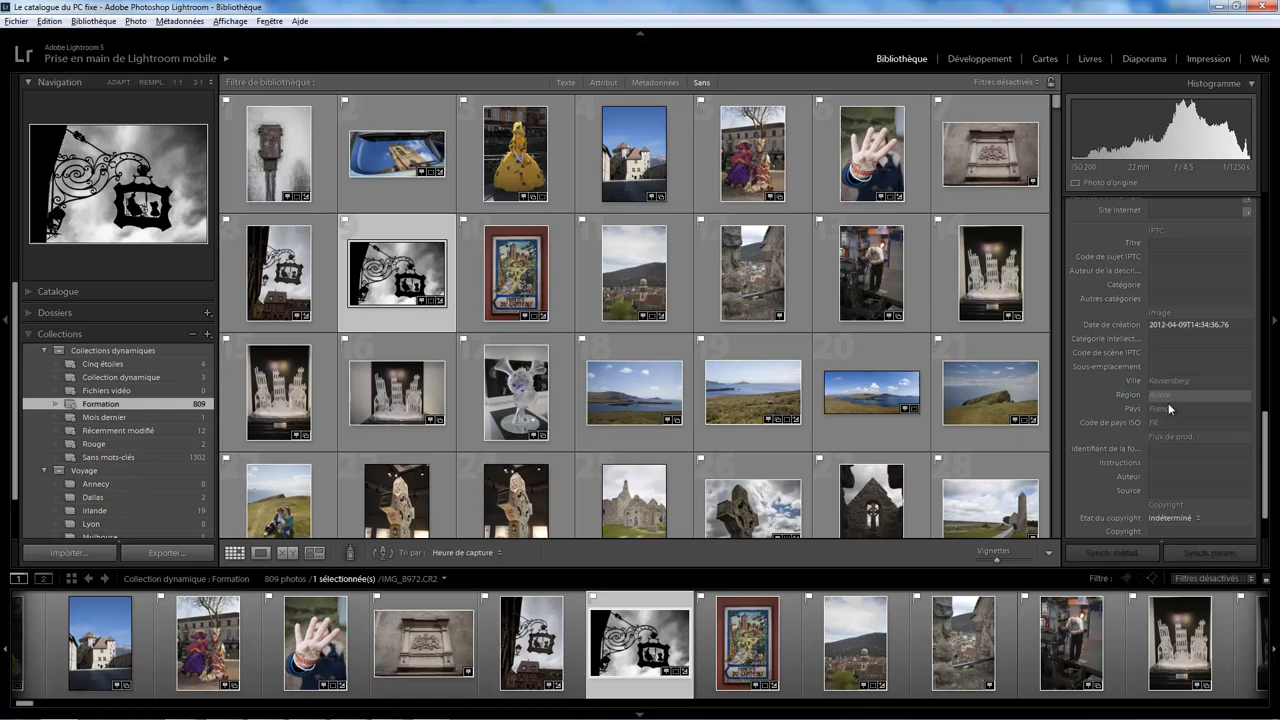 Le catalogue du PC fixe - Adobe Photoshop Lightroom - Bibliothèque
Fichier Edition Bibliothèque Photo Métadonnées Affichage Fenêtre Aide
Adobe Lightroom 5
Lr Prise en main de Lightroom mobile
Bibliothèque | Développement | Cartes | Livres | Diaporama | Impression | Web
Navigation ADAPT REMPL. 1:1 3:1
Filtre de bibliothèque : Texte Attribut Métadonnées Sans Filtres désactivés
Histogramme
ISO 200 22 mm ƒ / 4,5 1/1250 s
Photo d'origine
Site Internet
IPTC
Titre
Code de sujet IPTC
Auteur de la descri...
Catégorie
Autres catégories
Image
Date de création 2012-04-09T14:34:36.76
Catégorie intellect...
Code de scène IPTC
Sous-emplacement
Ville Kaysersberg
Région Alsace
Pays
Code de pays ISO FR
Flux de prod.
Identifiant de la fo...
Instructions
Auteur
Source
Copyright
Etat du copyright Indéterminé
Copyright
Catalogue
Dossiers
Collections
Collections dynamiques
Cinq étoiles 4
Collection dynamique 3
Fichiers vidéo 0
Formation 809
Mois dernier 1
Récemment modifié 12
Rouge 2
Sans mots-clés 1302
Voyage
Annecy 8
Dallas 2
Irlande 19
Lyon 8
Importer... Exporter...
Tri par : Heure de capture
Vignettes
Synch. métad. Synch. param.
1 2 Collection dynamique : Formation 809 photos / 1 sélectionnée(s) / IMG_8972.CR2
Filtre : Filtres désactivés